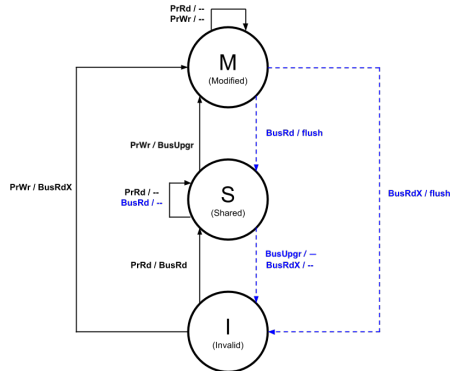 PrRd / --
PrWr / --
M
(Modified)
BusRd / flush
PrWr / BusUpgr
PrWr / BusRdX
PrRd / --
BusRd / --
S
(Shared)
BusRdX / flush
BusUpgr / —
BusRdX / --
PrRd / BusRd
I
(Invalid)